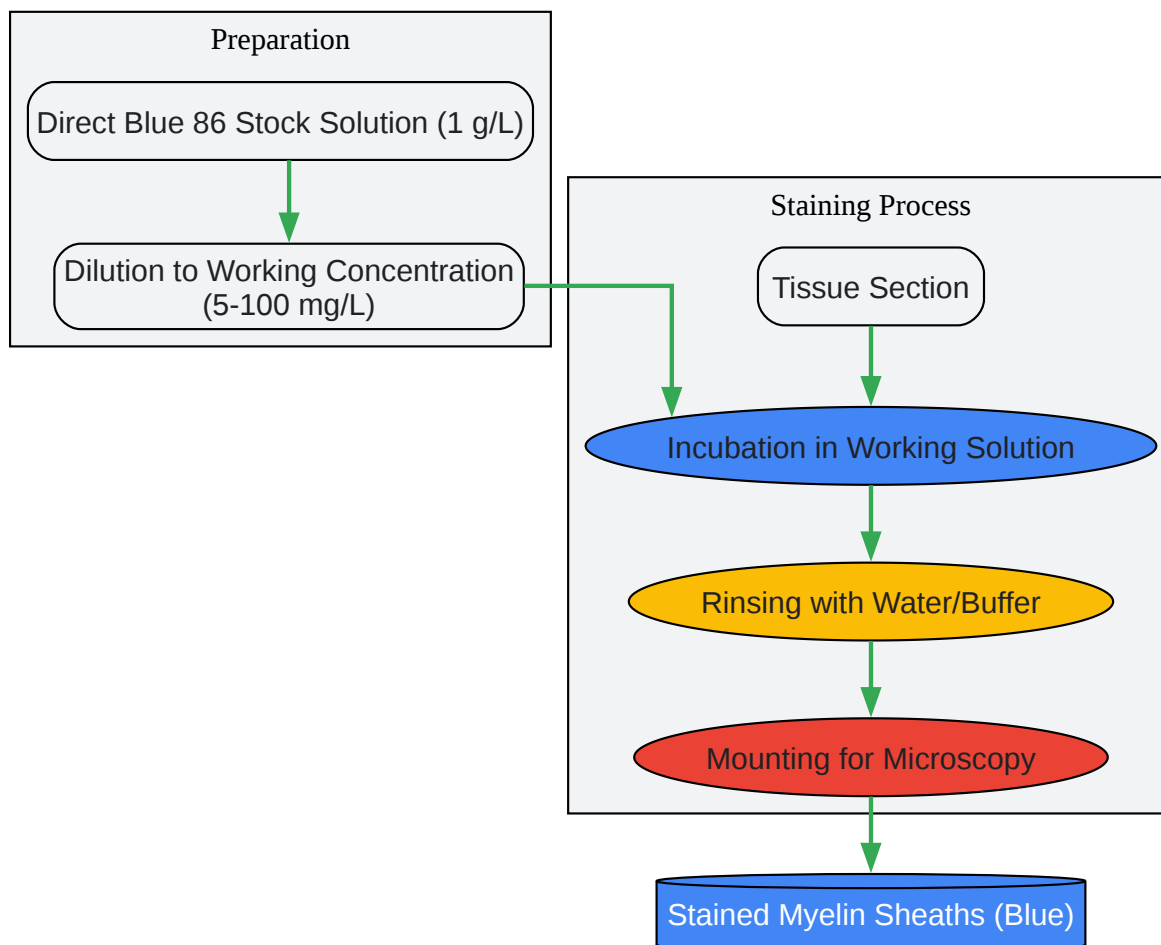 Preparation
Direct Blue 86 Stock Solution (1 g/L)
Dilution to Working Concentration
(5-100 mg/L)
Staining Process
Tissue Section
Incubation in Working Solution
Rinsing with Water/Buffer
Mounting for Microscopy
Stained Myelin Sheaths (Blue)